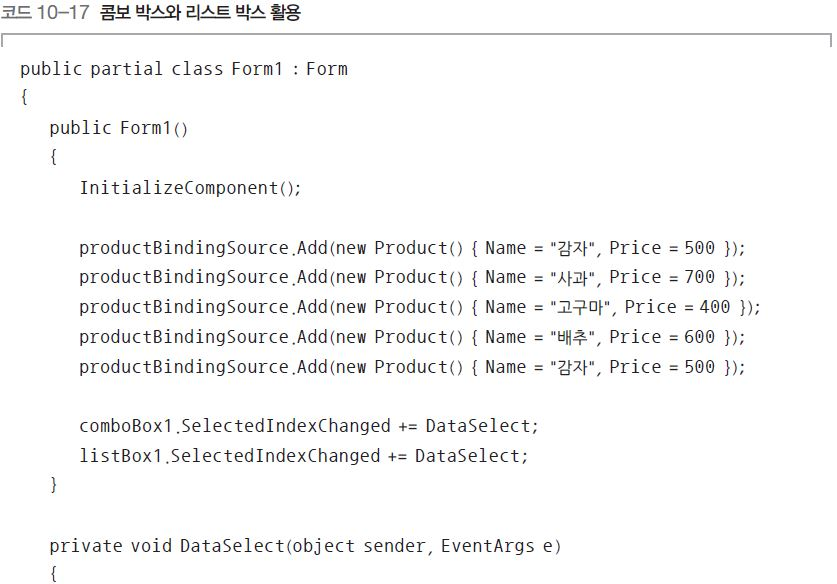 코드 10-17 콤보 박스와 리스트 박스 활용
public partial class Form1 : Form
{
public Form1()
{
InitializeComponent();
productBindingSource.Add(new Product() { Name = "감자", Price = 500 });
productBindingSource.Add(new Product() { Name = "사과", Price = 700 });
productBindingSource.Add(new Product() { Name = "고구마", Price = 400 });
productBindingSource.Add(new Product() { Name = "배추", Price = 600 });
productBindingSource.Add(new Product() { Name = "감자", Price = 500 });
comboBox1.SelectedIndexChanged += DataSelect;
listBox1.SelectedIndexChanged += DataSelect;
}
private void DataSelect(object sender, EventArgs e)
{